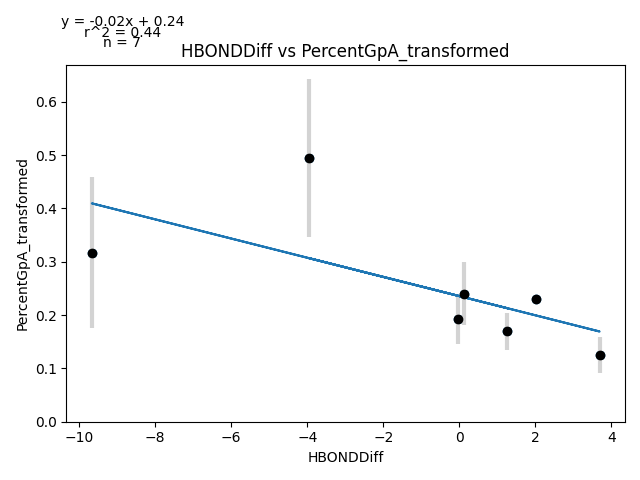 y = -0.02x + 0.24
r^2 = 0.44
n = 7
HBONDDiff vs PercentGpA_transformed
PercentGpA_transformed
0.6
0.5
0.4
0.3
0.2
0.1
0.0
−10
−8
−6
−4
−2
0
2
4
HBONDDiff